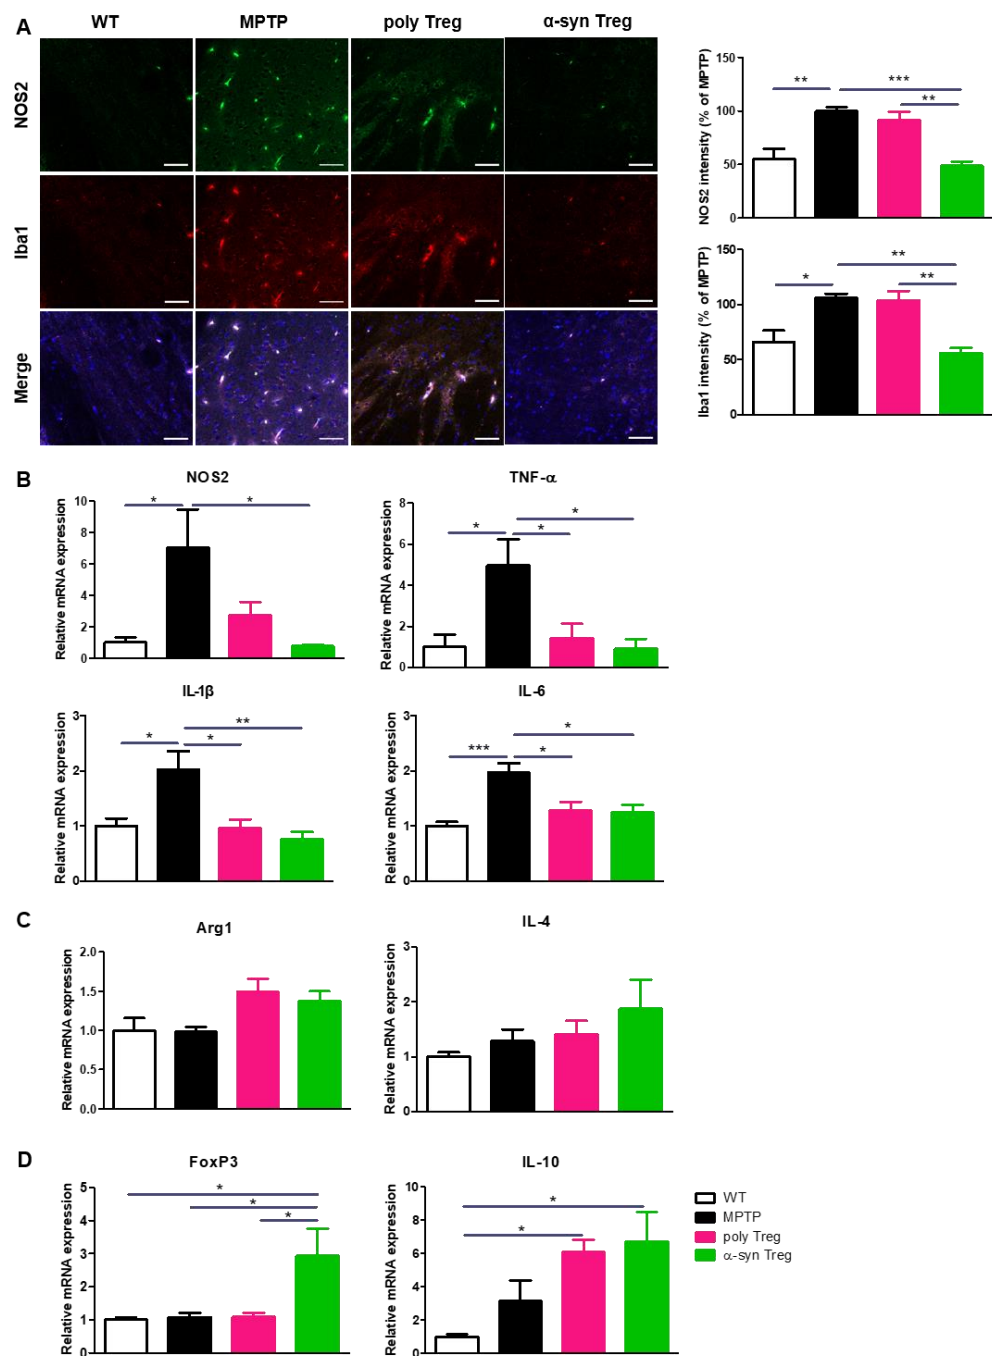 A
WT
MPTP
poly Treg
α-syn Treg
NOS2
Iba1
Merge
NOS2 intensity (% of MPTP)
150
100
50
0
**
***
**
Iba1 intensity (% of MPTP)
150
100
50
0
*
**
**
B
NOS2
Relative mRNA expression
10
8
6
4
2
0
*
*
TNF-α
Relative mRNA expression
8
6
4
2
0
*
*
*
IL-1β
Relative mRNA expression
3
2
1
0
*
**
*
IL-6
Relative mRNA expression
3
2
1
0
***
*
*
C
Arg1
Relative mRNA expression
2.0
1.5
1.0
0.5
0.0
IL-4
Relative mRNA expression
3
2
1
0
D
FoxP3
Relative mRNA expression
5
4
3
2
1
0
*
*
*
IL-10
Relative mRNA expression
10
8
6
4
2
0
*
*
WT
MPTP
poly Treg
α-syn Treg